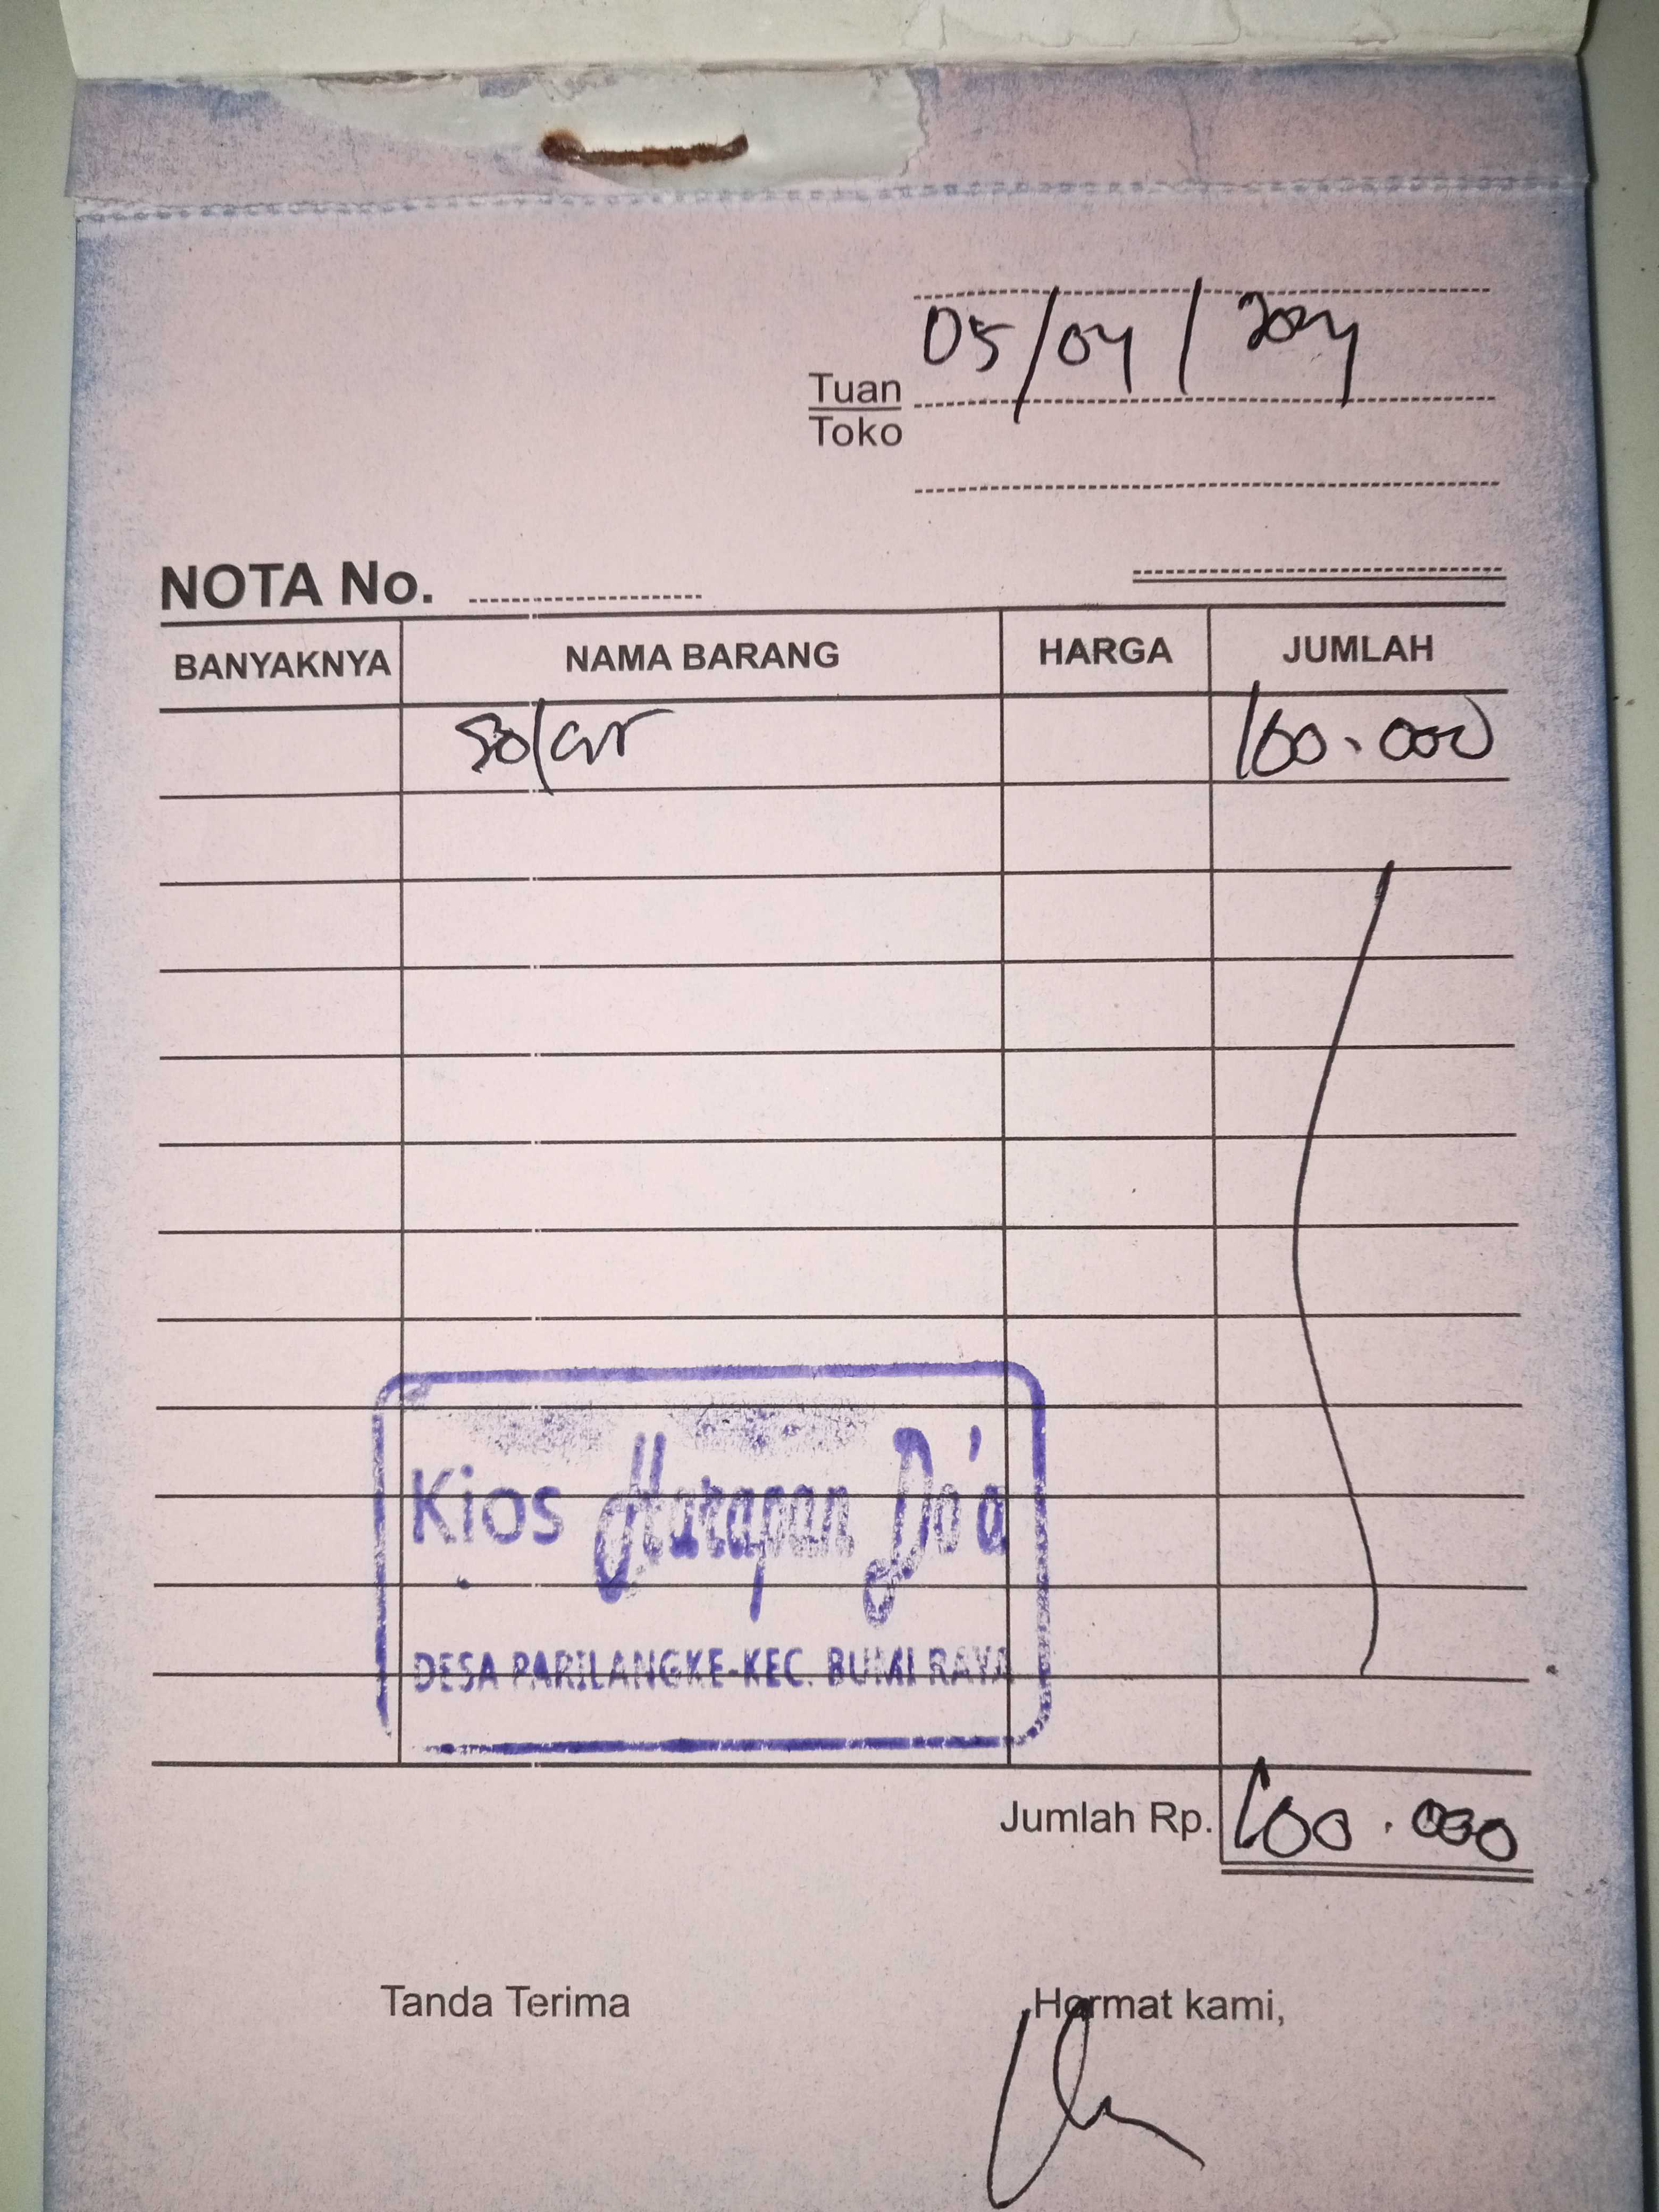 05/04/2024
Tuan
Toko
NOTA No.
BANYAKNYA NAMA BARANG HARGA JUMLAH
Solar 100.000
Kios Harapan Do'a
DESA PARILANGKE-KEC. BUMI RAYA
Jumlah Rp. 100.000
Tanda Terima Hormat kami,